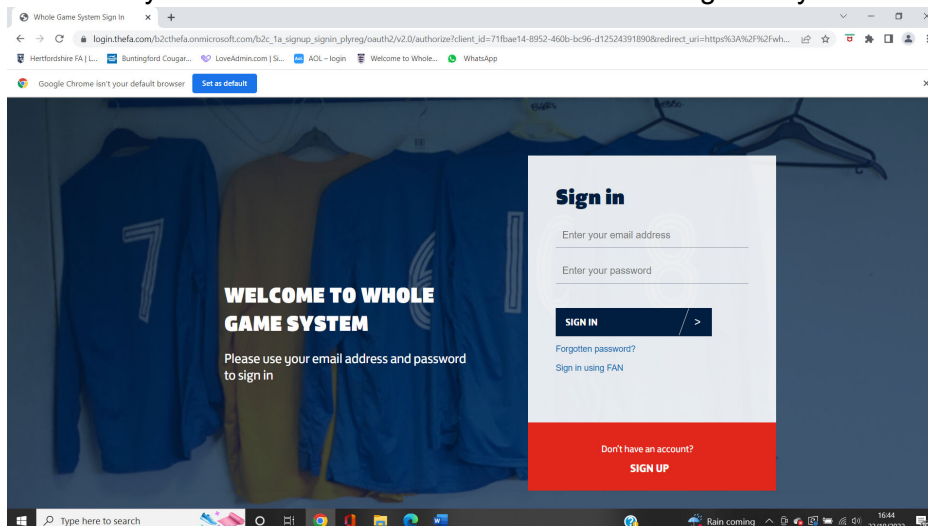 Whole Game System Sign In
login.thefa.com/b2cthefa.onmicrosoft.com/b2c_1a_signup_signin_plyreg/oauth2/v2.0/authorize?client_id=71fbae14-8952-460b-bc96-d12524391890&redirect_uri=https%3A%2F%2Fwh...
Hertfordshire FA | L... Buntingford Cougar... LoveAdmin.com | Si... AOL – login Welcome to Whole... WhatsApp
Google Chrome isn't your default browser Set as default
Sign in
Enter your email address
Enter your password
SIGN IN >
Forgotten password?
Sign in using FAN
WELCOME TO WHOLE
GAME SYSTEM
Please use your email address and password
to sign in
7
6
8
Don't have an account?
SIGN UP
Type here to search
Rain coming
16:44